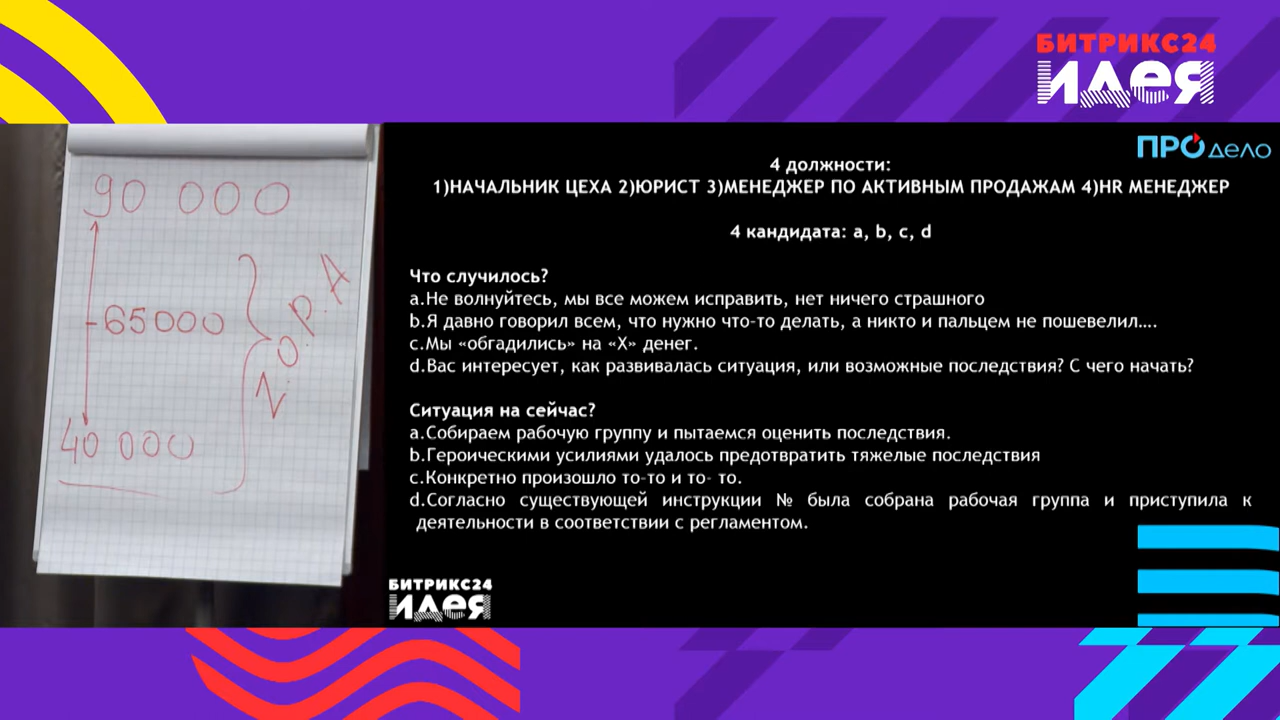 БИТРИКС24
ИДЕЯ
ПРОдело
90 000
65000
40 000
Z.O.P.A
4 должности:
1)НАЧАЛЬНИК ЦЕХА 2)ЮРИСТ 3)МЕНЕДЖЕР ПО АКТИВНЫМ ПРОДАЖАМ 4)HR МЕНЕДЖЕР
4 кандидата: a, b, c, d
Что случилось?
a.Не волнуйтесь, мы все можем исправить, нет ничего страшного
b.Я давно говорил всем, что нужно что-то делать, а никто и пальцем не пошевелил….
c.Мы «обгадились» на «X» денег.
d.Вас интересует, как развивалась ситуация, или возможные последствия? С чего начать?
Ситуация на сейчас?
a.Собираем рабочую группу и пытаемся оценить последствия.
b.Героическими усилиями удалось предотвратить тяжелые последствия
c.Конкретно произошло то-то и то- то.
d.Согласно существующей инструкции № была собрана рабочая группа и приступила к
деятельности в соответствии с регламентом.
БИТРИКС24
ИДЕЯ